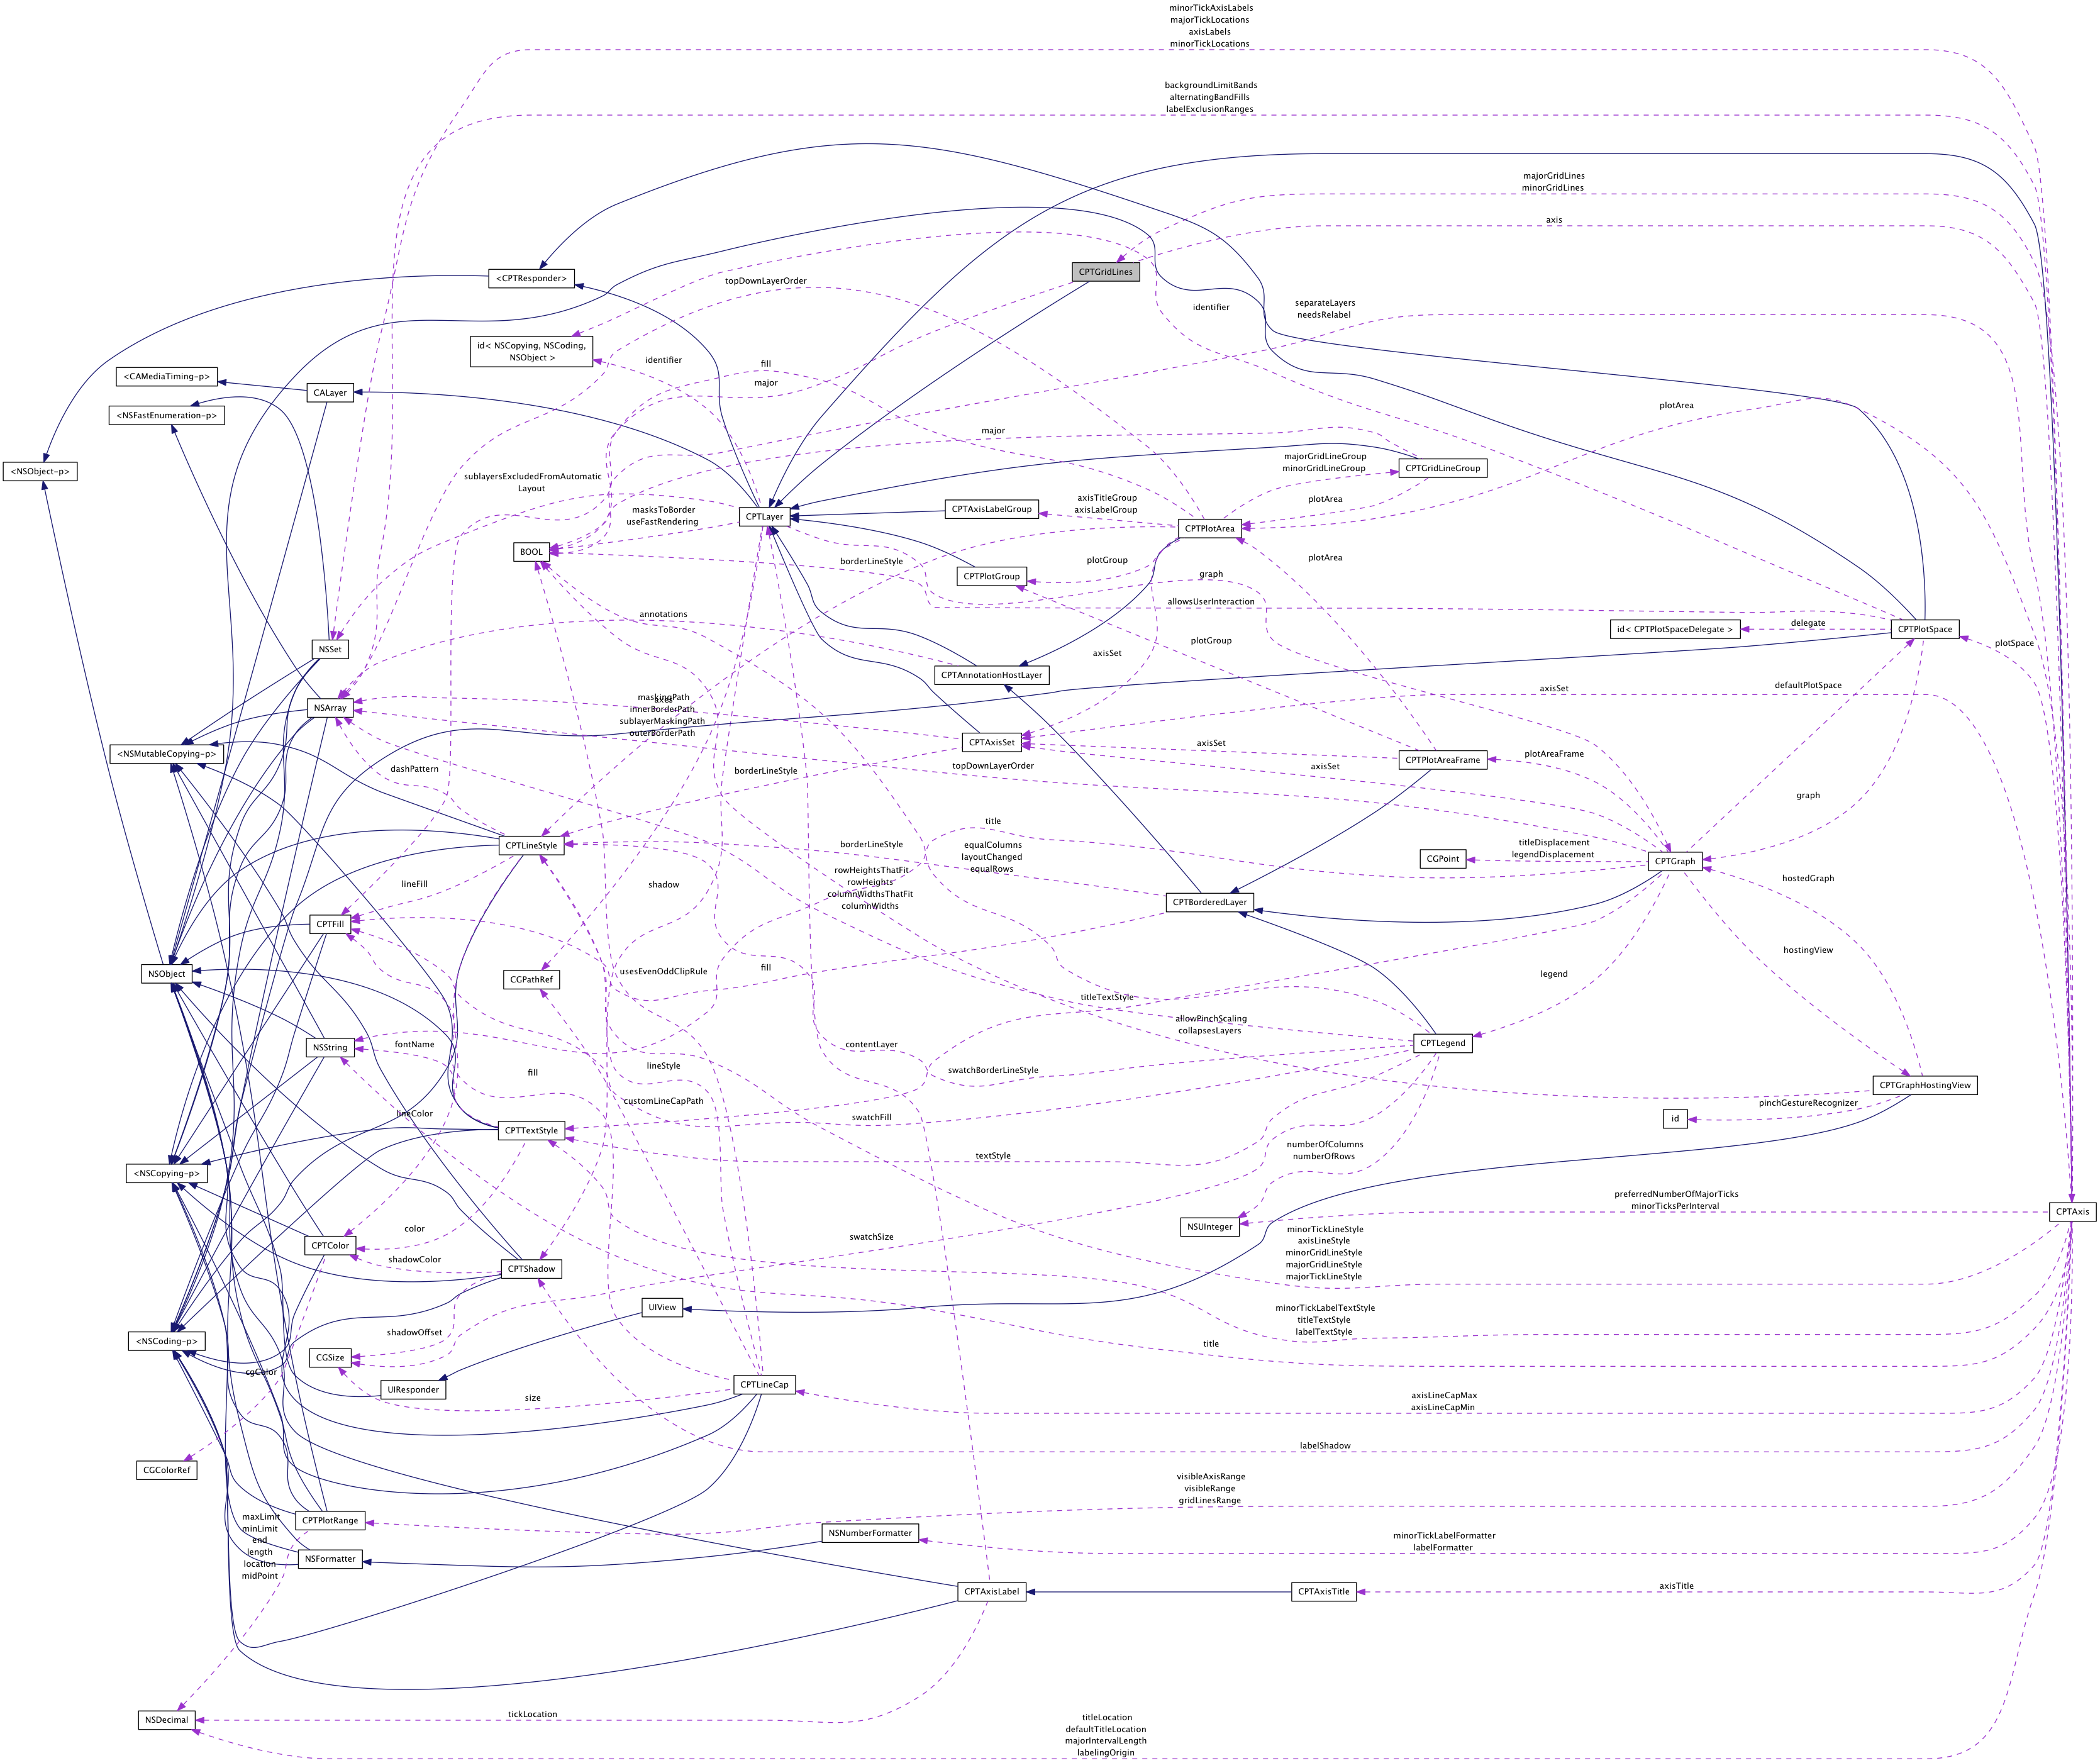 minorTickAxisLabels
majorTickLocations
axisLabels
minorTickLocations
backgroundLimitBands
alternatingBandFills
labelExclusionRanges
majorGridLines
minorGridLines
axis
CPTGridLines
<CPTResponder>
topDownLayerOrder
identifier
separateLayers
needsRelabel
id< NSCopying, NSCoding,
NSObject >
identifier
fill
major
<CAMediaTiming-p>
CALayer
<NSFastEnumeration-p>
plotArea
major
<NSObject-p>
sublayersExcludedFromAutomatic
Layout
majorGridLineGroup
minorGridLineGroup
CPTGridLineGroup
axisTitleGroup
axisLabelGroup
plotArea
CPTAxisLabelGroup
masksToBorder
useFastRendering
CPTLayer
CPTPlotArea
BOOL
borderLineStyle
plotGroup
plotArea
CPTPlotGroup
graph
allowsUserInteraction
annotations
delegate
id< CPTPlotSpaceDelegate >
CPTPlotSpace
NSSet
plotGroup
plotSpace
axisSet
CPTAnnotationHostLayer
axisSet
defaultPlotSpace
NSArray
maskingPath
axes
innerBorderPath
sublayerMaskingPath
outerBorderPath
<NSMutableCopying-p>
CPTAxisSet
axisSet
plotAreaFrame
CPTPlotAreaFrame
dashPattern
borderLineStyle
topDownLayerOrder
axisSet
graph
title
CPTLineStyle
borderLineStyle
equalColumns
layoutChanged
equalRows
titleDisplacement
legendDisplacement
CGPoint
CPTGraph
lineFill
shadow
rowHeightsThatFit
rowHeights
columnWidthsThatFit
columnWidths
hostedGraph
CPTBorderedLayer
CPTFill
hostingView
NSObject
usesEvenOddClipRule
fill
legend
CGPathRef
titleTextStyle
allowPinchScaling
collapsesLayers
NSString
fontName
contentLayer
CPTLegend
fill
lineStyle
swatchBorderLineStyle
CPTGraphHostingView
customLineCapPath
pinchGestureRecognizer
id
lineColor
swatchFill
CPTTextStyle
numberOfColumns
numberOfRows
textStyle
<NSCopying-p>
preferredNumberOfMajorTicks
minorTicksPerInterval
CPTAxis
NSUInteger
color
swatchSize
minorTickLineStyle
axisLineStyle
minorGridLineStyle
majorGridLineStyle
majorTickLineStyle
CPTColor
shadowColor
CPTShadow
UIView
minorTickLabelTextStyle
titleTextStyle
labelTextStyle
<NSCoding-p>
shadowOffset
title
CGSize
cgColor
UIResponder
CPTLineCap
size
axisLineCapMax
axisLineCapMin
labelShadow
CGColorRef
visibleAxisRange
visibleRange
gridLinesRange
CPTPlotRange
maxLimit
minLimit
end
length
location
midPoint
NSNumberFormatter
minorTickLabelFormatter
labelFormatter
NSFormatter
CPTAxisLabel
CPTAxisTitle
axisTitle
tickLocation
NSDecimal
titleLocation
defaultTitleLocation
majorIntervalLength
labelingOrigin